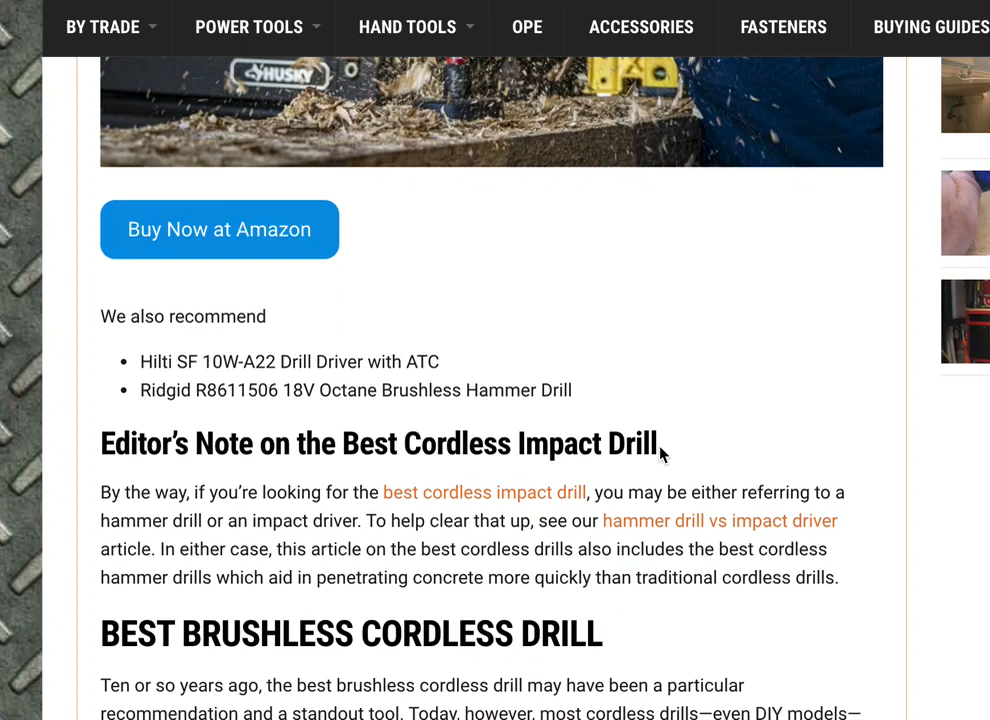 BY TRADE POWER TOOLS HAND TOOLS OPE ACCESSORIES FASTENERS BUYING GUIDES
HUSKY
Buy Now at Amazon
We also recommend
• Hilti SF 10W-A22 Drill Driver with ATC
• Ridgid R8611506 18V Octane Brushless Hammer Drill
Editor’s Note on the Best Cordless Impact Drill
By the way, if you’re looking for the best cordless impact drill, you may be either referring to a
hammer drill or an impact driver. To help clear that up, see our hammer drill vs impact driver
article. In either case, this article on the best cordless drills also includes the best cordless
hammer drills which aid in penetrating concrete more quickly than traditional cordless drills.
BEST BRUSHLESS CORDLESS DRILL
Ten or so years ago, the best brushless cordless drill may have been a particular
recommendation and a standout tool. Today, however, most cordless drills—even DIY models—